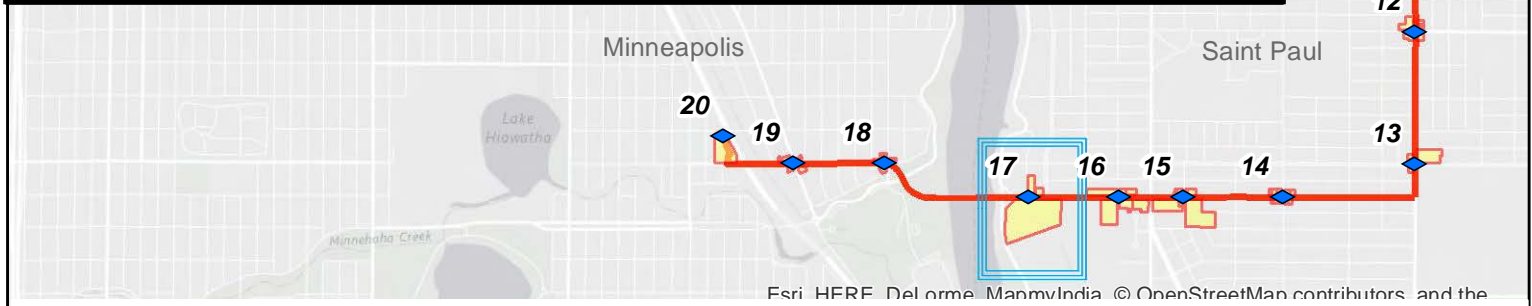 12
Minneapolis
Saint Paul
Lake
Hiawatha
20
19
18
13
17
16
15
14
Minnehaha Creek
Esri, HERE, DeLorme, MapmyIndia, © OpenStreetMap contributors, and the